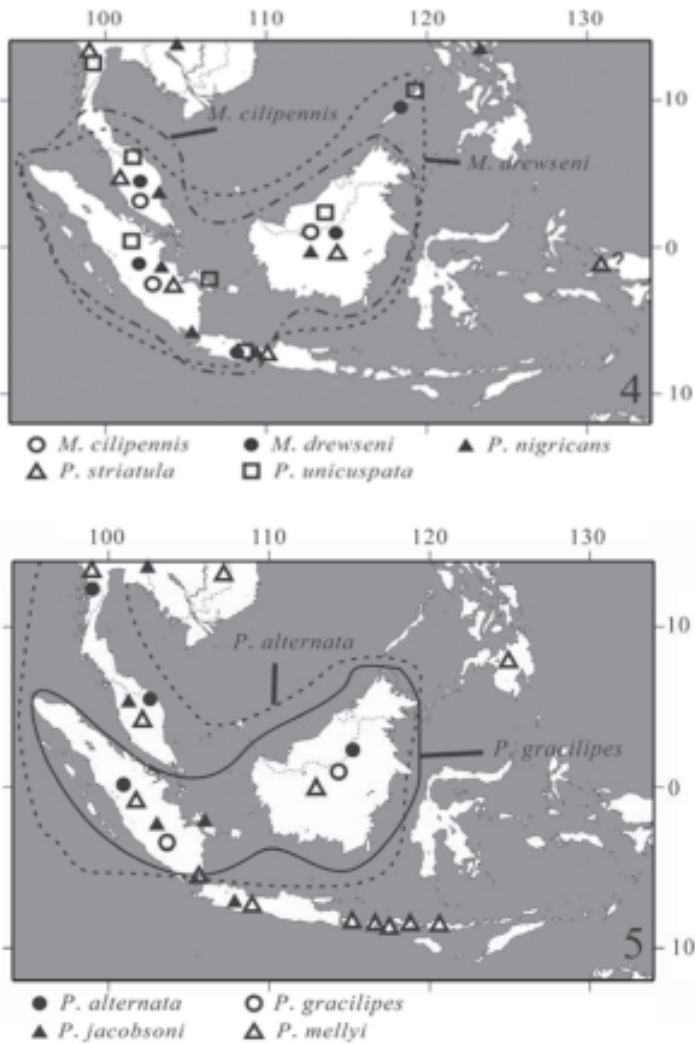 100 110 120 130
10
M. cilipennis
M. drewseni
0
?
4
10
M. cilipennis M. drewseni P. nigricans
P. striatula P. unicuspata
100 110 120 130
10
P. alternata
P. gracilipes
0
5
10
P. alternata P. gracilipes
P. jacobsoni P. mellyi